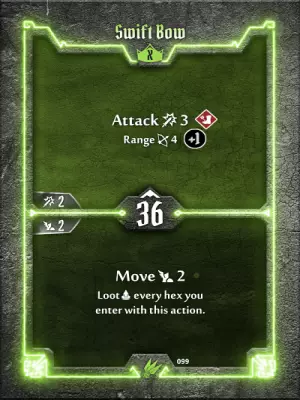 Swift Bow
X
Attack 3
Range 4 +1
2
36
2
Move 2
Loot every hex you
enter with this action.
099